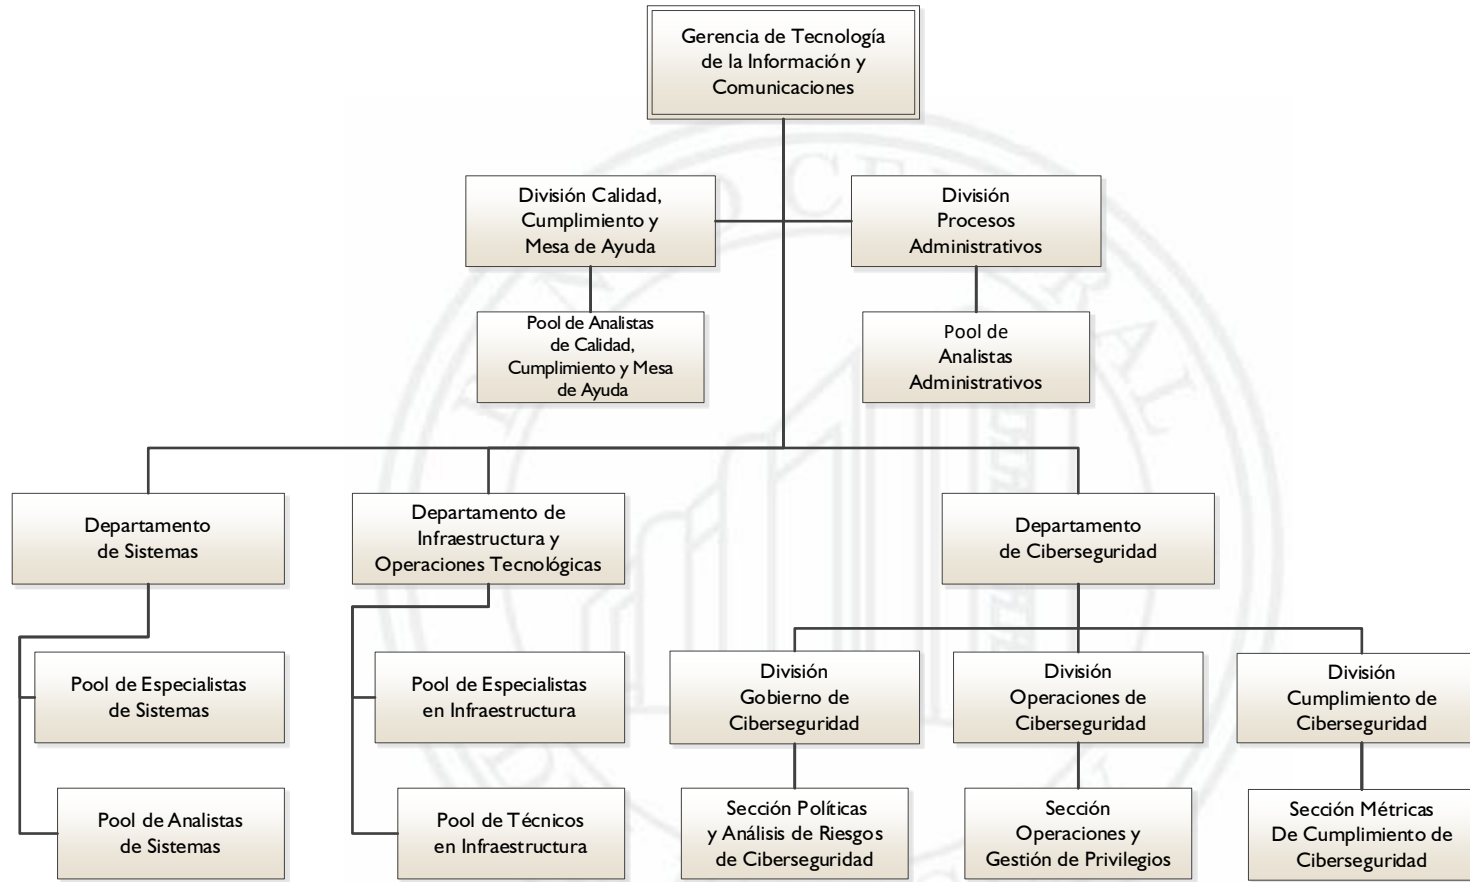 Gerencia de Tecnología
de la Información y
Comunicaciones
División Calidad,
Cumplimiento y
Mesa de Ayuda
División
Procesos
Administrativos
Pool de Analistas
de Calidad,
Cumplimiento y Mesa
de Ayuda
Pool de
Analistas
Administrativos
Departamento
de Sistemas
Departamento de
Infraestructura y
Operaciones Tecnológicas
Departamento
de Ciberseguridad
Pool de Especialistas
de Sistemas
Pool de Especialistas
en Infraestructura
División
Gobierno de
Ciberseguridad
División
Operaciones de
Ciberseguridad
División
Cumplimiento de
Ciberseguridad
Pool de Analistas
de Sistemas
Pool de Técnicos
en Infraestructura
Sección Políticas
y Análisis de Riesgos
de Ciberseguridad
Sección
Operaciones y
Gestión de Privilegios
Sección Métricas
De Cumplimiento de
Ciberseguridad